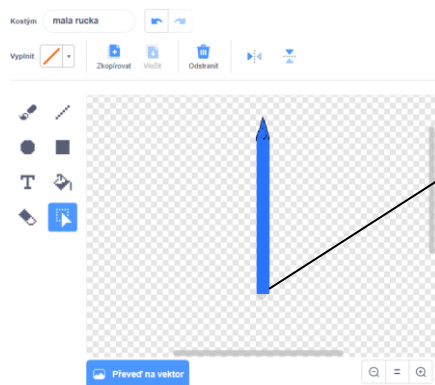 Kostým mala rucka
Vyplnit
Zkopírovat Vložit Odstranit
T
Převeď na vektor